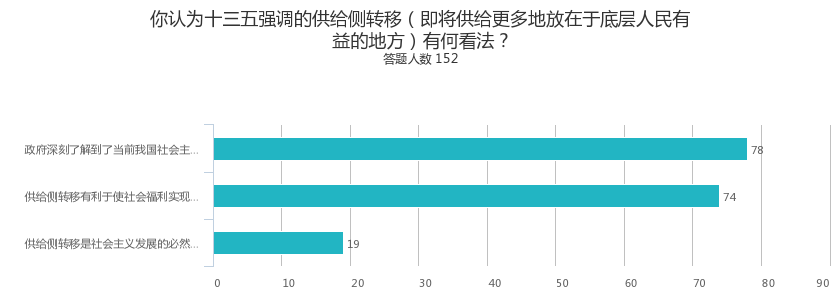 你认为十三五强调的供给侧转移（即将供给更多地放在于底层人民有
益的地方）有何看法？
答题人数 152
政府深刻了解到了当前我国社会主...
78
供给侧转移有利于使社会福利实现...
74
供给侧转移是社会主义发展的必然...
19
0 10 20 30 40 50 60 70 80 90